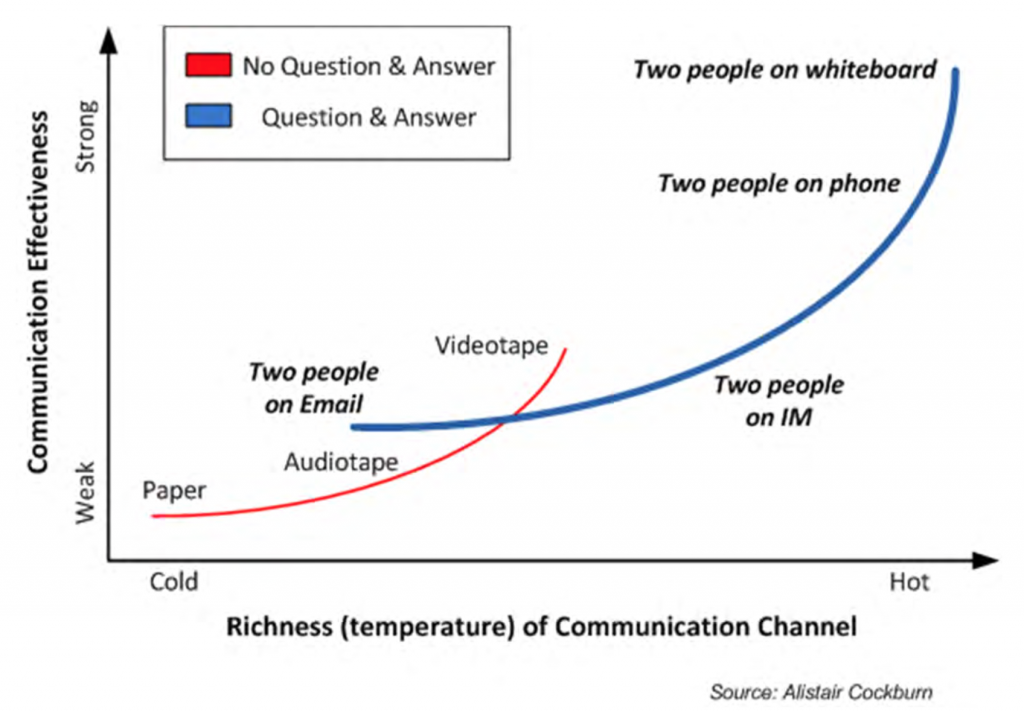 No Question & Answer
Question & Answer
Two people on whiteboard
Two people on phone
Videotape
Two people
on Email
Two people
on IM
Audiotape
Paper
Communication Effectiveness
Strong
Weak
Cold
Hot
Richness (temperature) of Communication Channel
Source: Alistair Cockburn